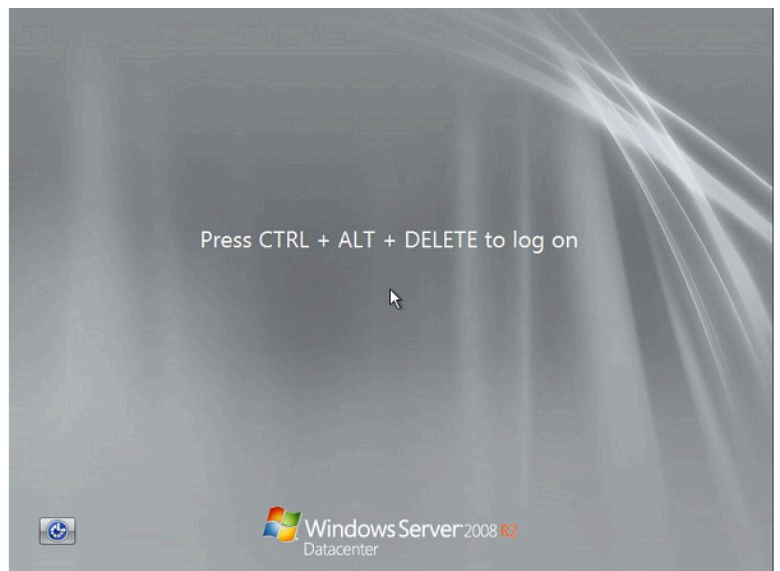 Press CTRL + ALT + DELETE to log on
Windows Server 2008 R2
Datacenter